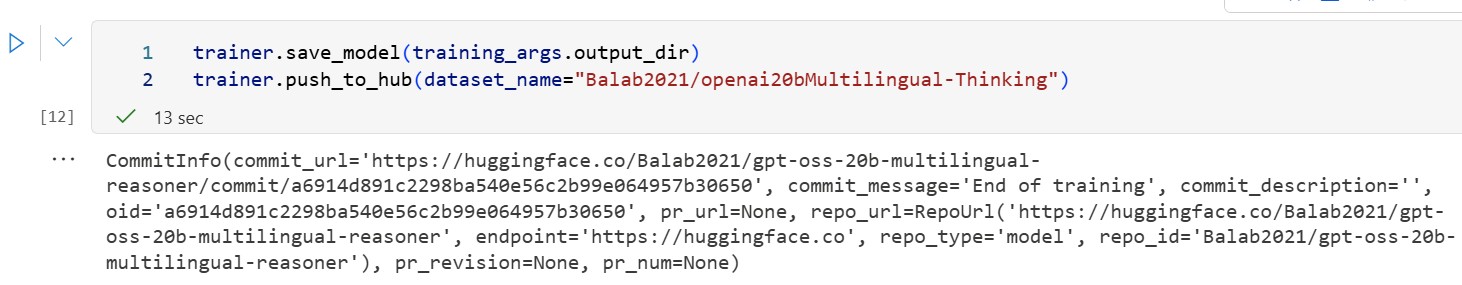 1 trainer.save_model(training_args.output_dir)
2 trainer.push_to_hub(dataset_name="Balab2021/openai20bMultilingual-Thinking")
[12] 13 sec
... CommitInfo(commit_url='https://huggingface.co/Balab2021/gpt-oss-20b-multilingual-
reasoner/commit/a6914d891c2298ba540e56c2b99e064957b30650', commit_message='End of training', commit_description='',
oid='a6914d891c2298ba540e56c2b99e064957b30650', pr_url=None, repo_url=RepoUrl('https://huggingface.co/Balab2021/gpt-
oss-20b-multilingual-reasoner', endpoint='https://huggingface.co', repo_type='model', repo_id='Balab2021/gpt-oss-20b-
multilingual-reasoner'), pr_revision=None, pr_num=None)